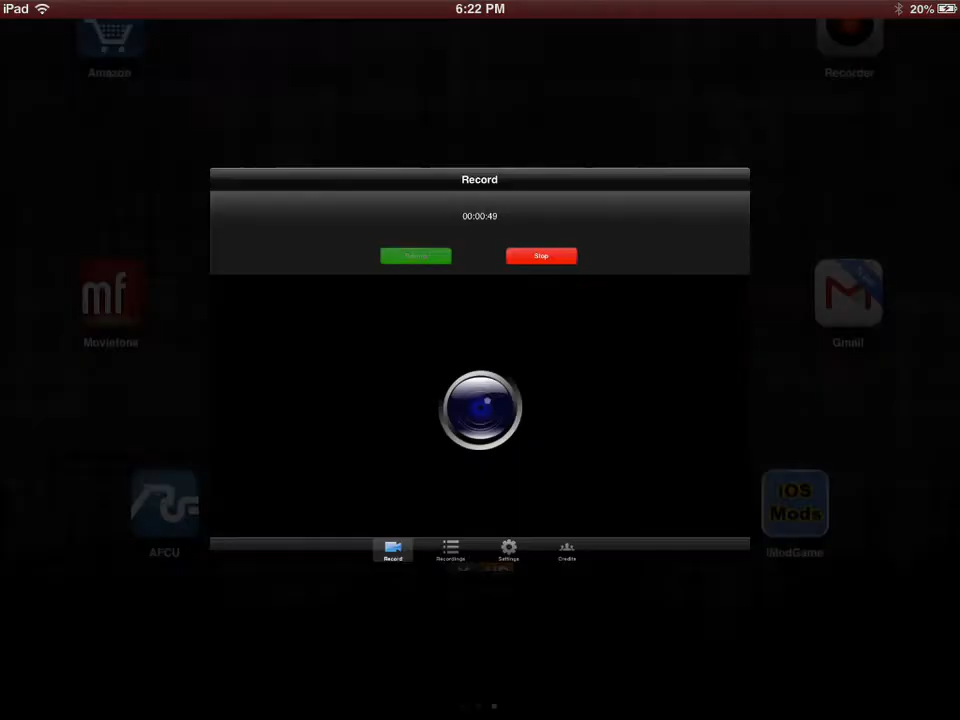 iPad 6:22 PM 20%
Amazon Recorder
Record
00:00:49
Stop
mf
Moviefone Gmail
iOS
Mods
AFCU iModGame
Record Recordings Settings Credits